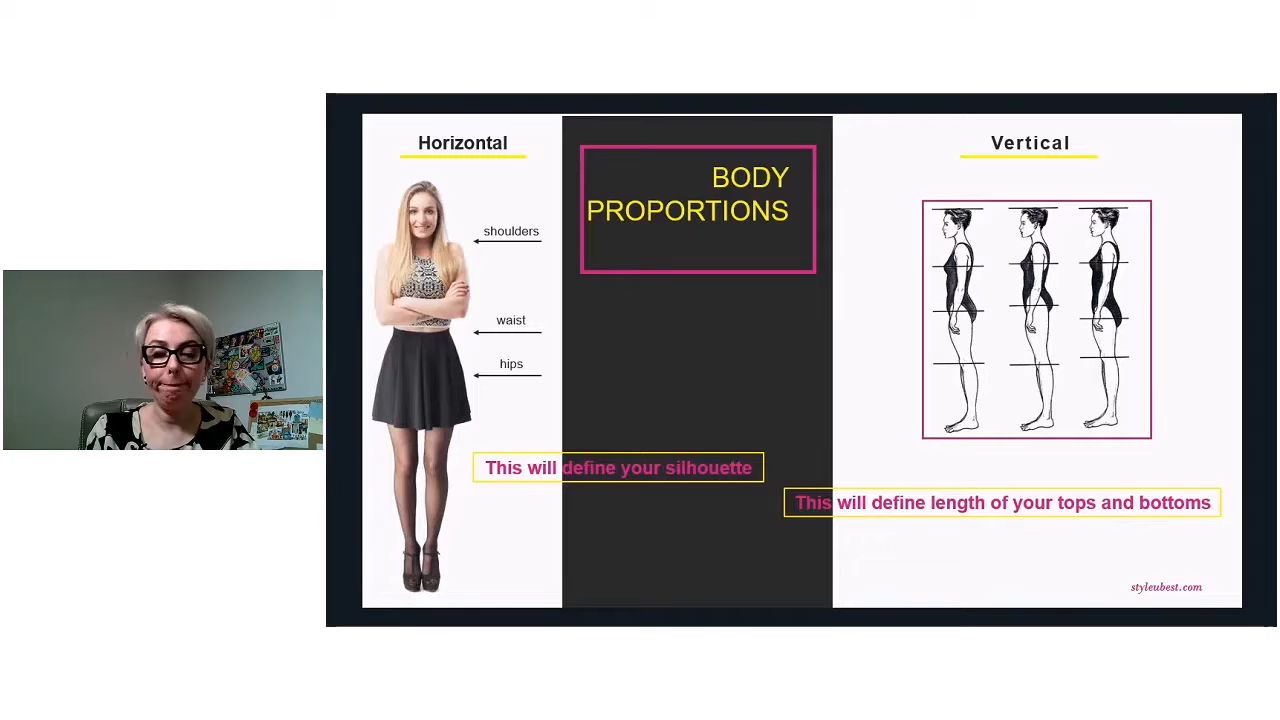 Horizontal
shoulders
waist
hips
BODY
PROPORTIONS
This will define your silhouette
Vertical
This will define length of your tops and bottoms
styleubest.com